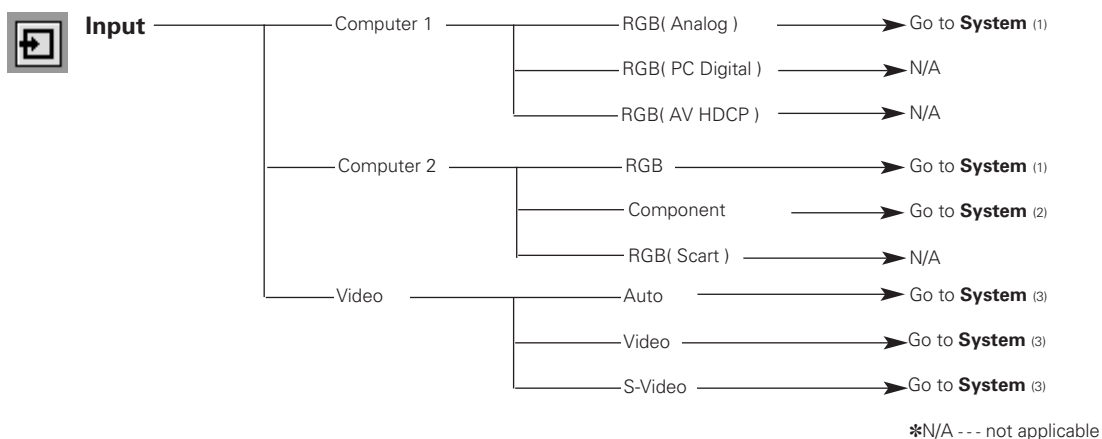 Input Computer 1 RGB( Analog ) Go to System (1)
RGB( PC Digital ) N/A
RGB( AV HDCP ) N/A
Computer 2 RGB Go to System (1)
Component Go to System (2)
RGB( Scart ) N/A
Video Auto Go to System (3)
Video Go to System (3)
S-Video Go to System (3)
✽N/A - - - not applicable